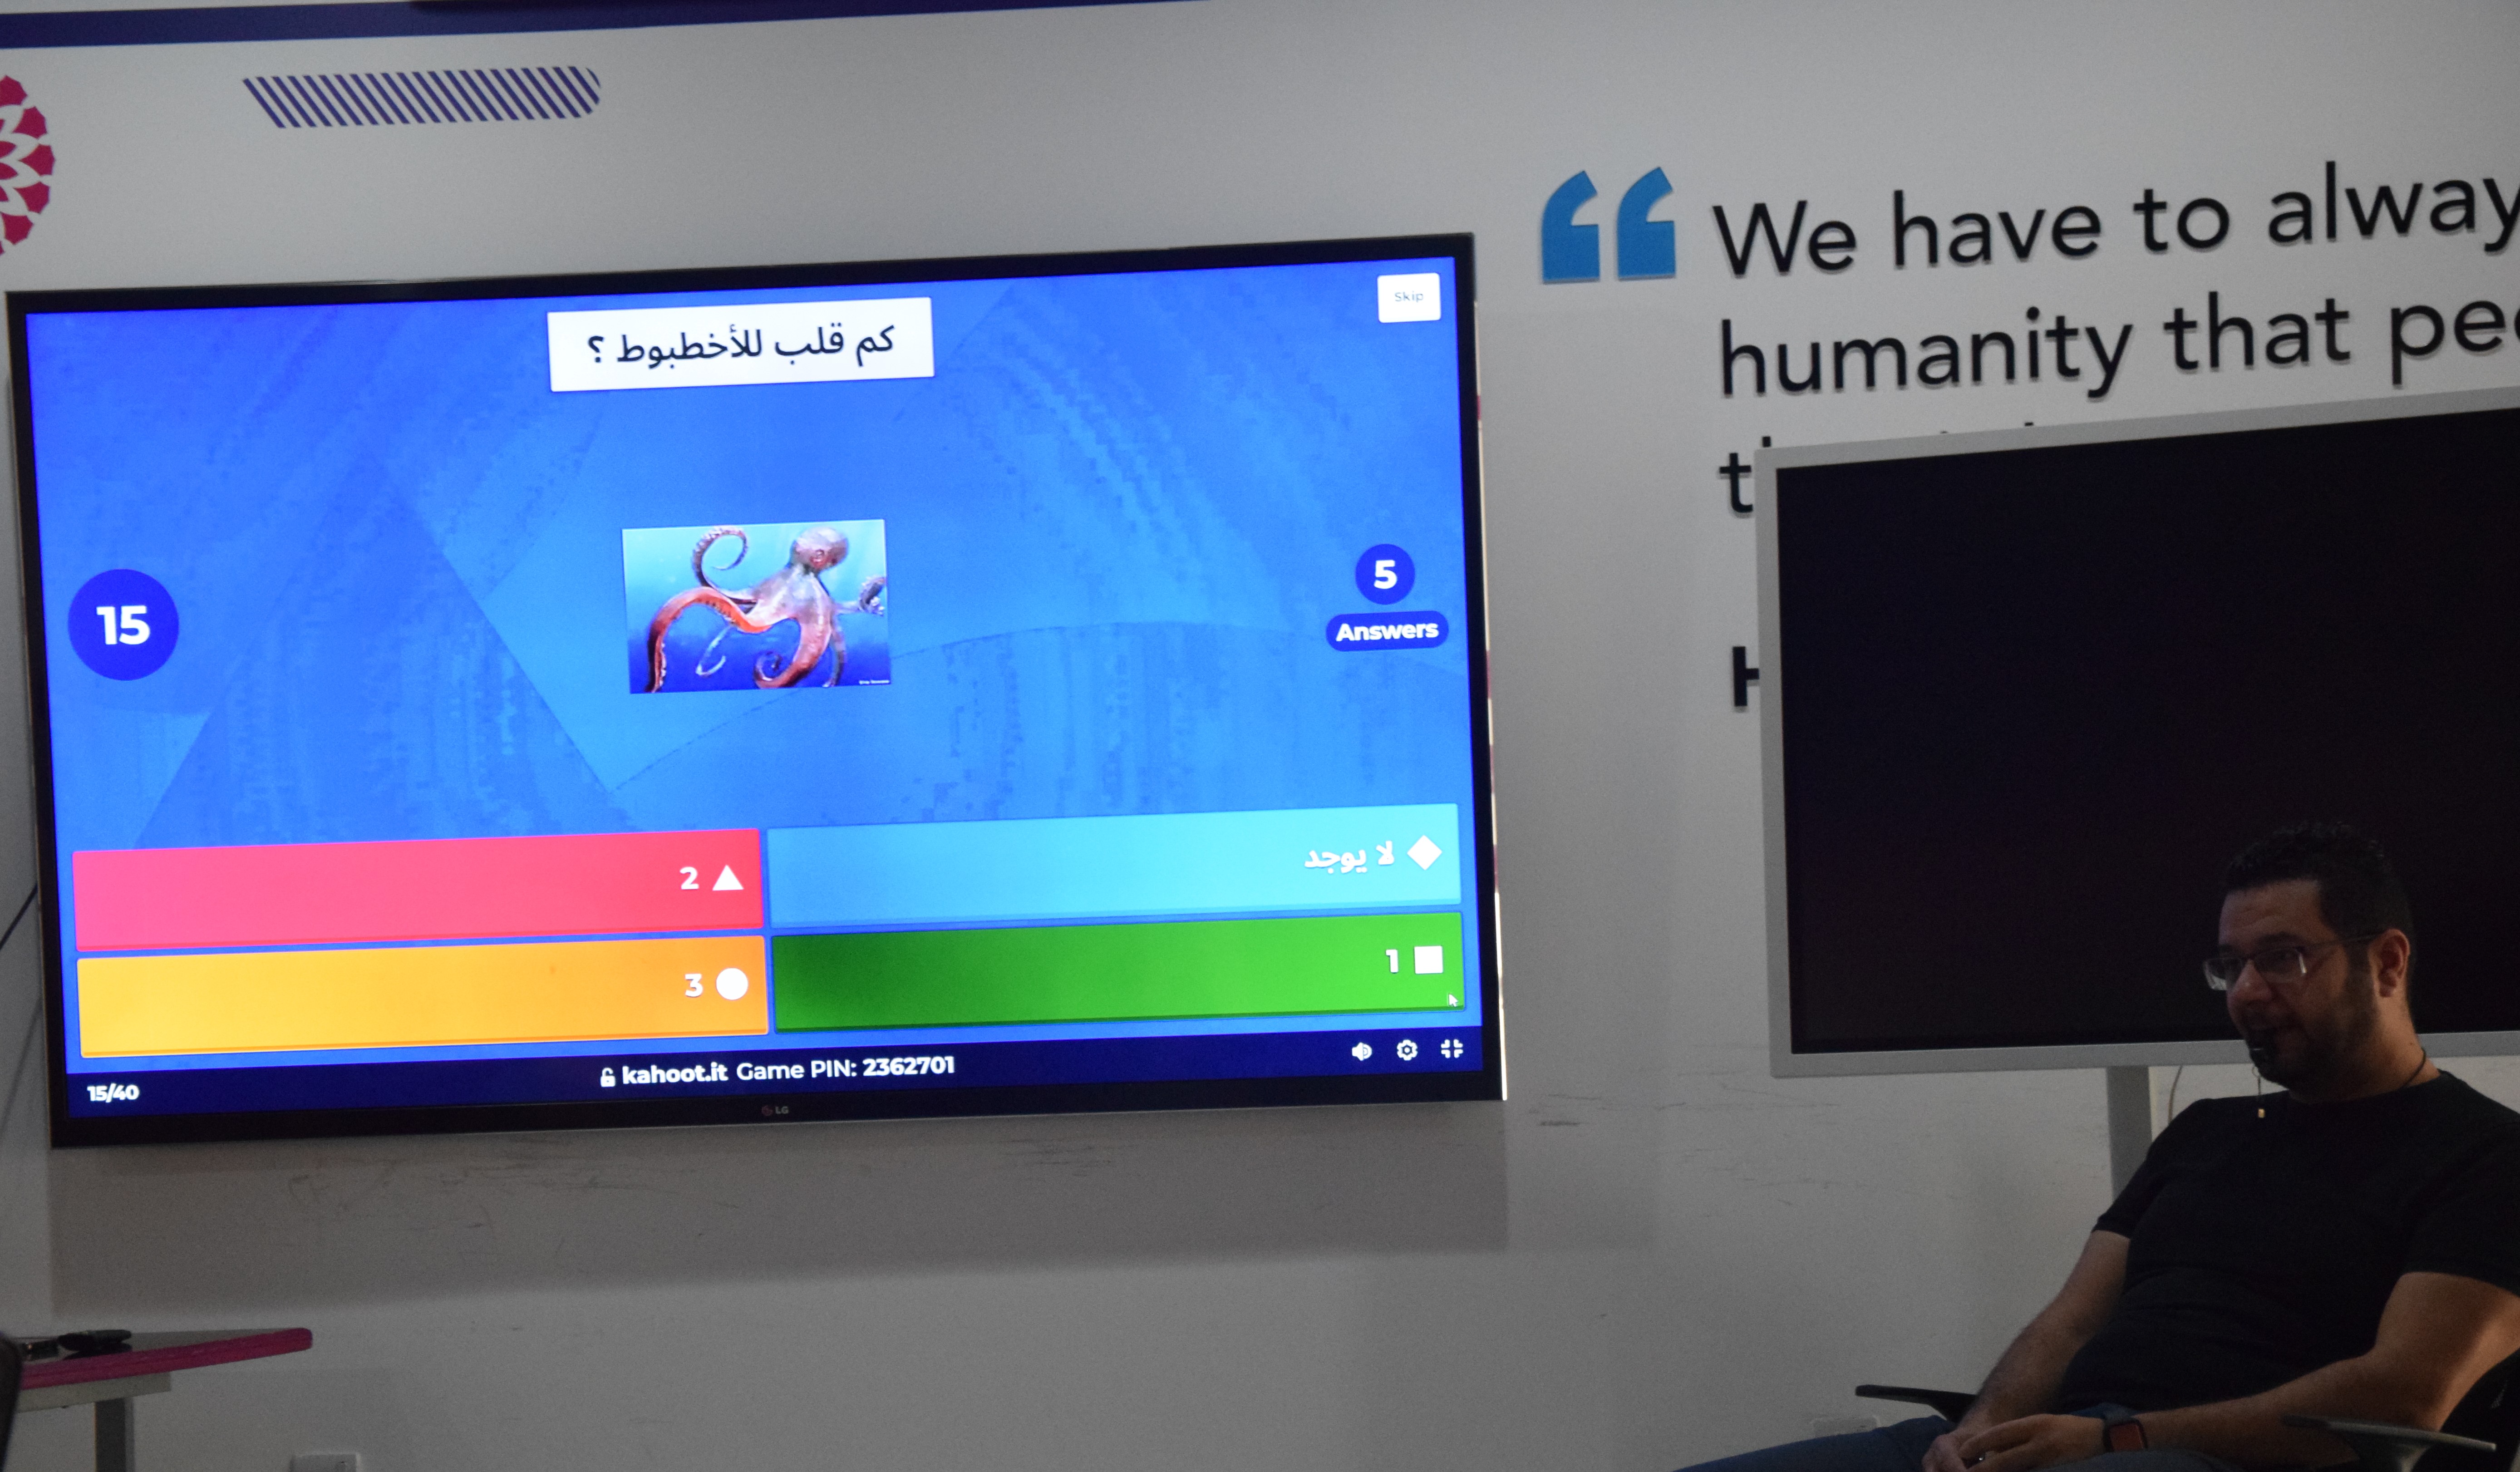 Skip
كم قلب للأخطبوط ؟
15
5
Answers
2
لا يوجد
3
1
15/40
kahoot.it Game PIN: 2362701
LG
We have to alway
humanity that pe